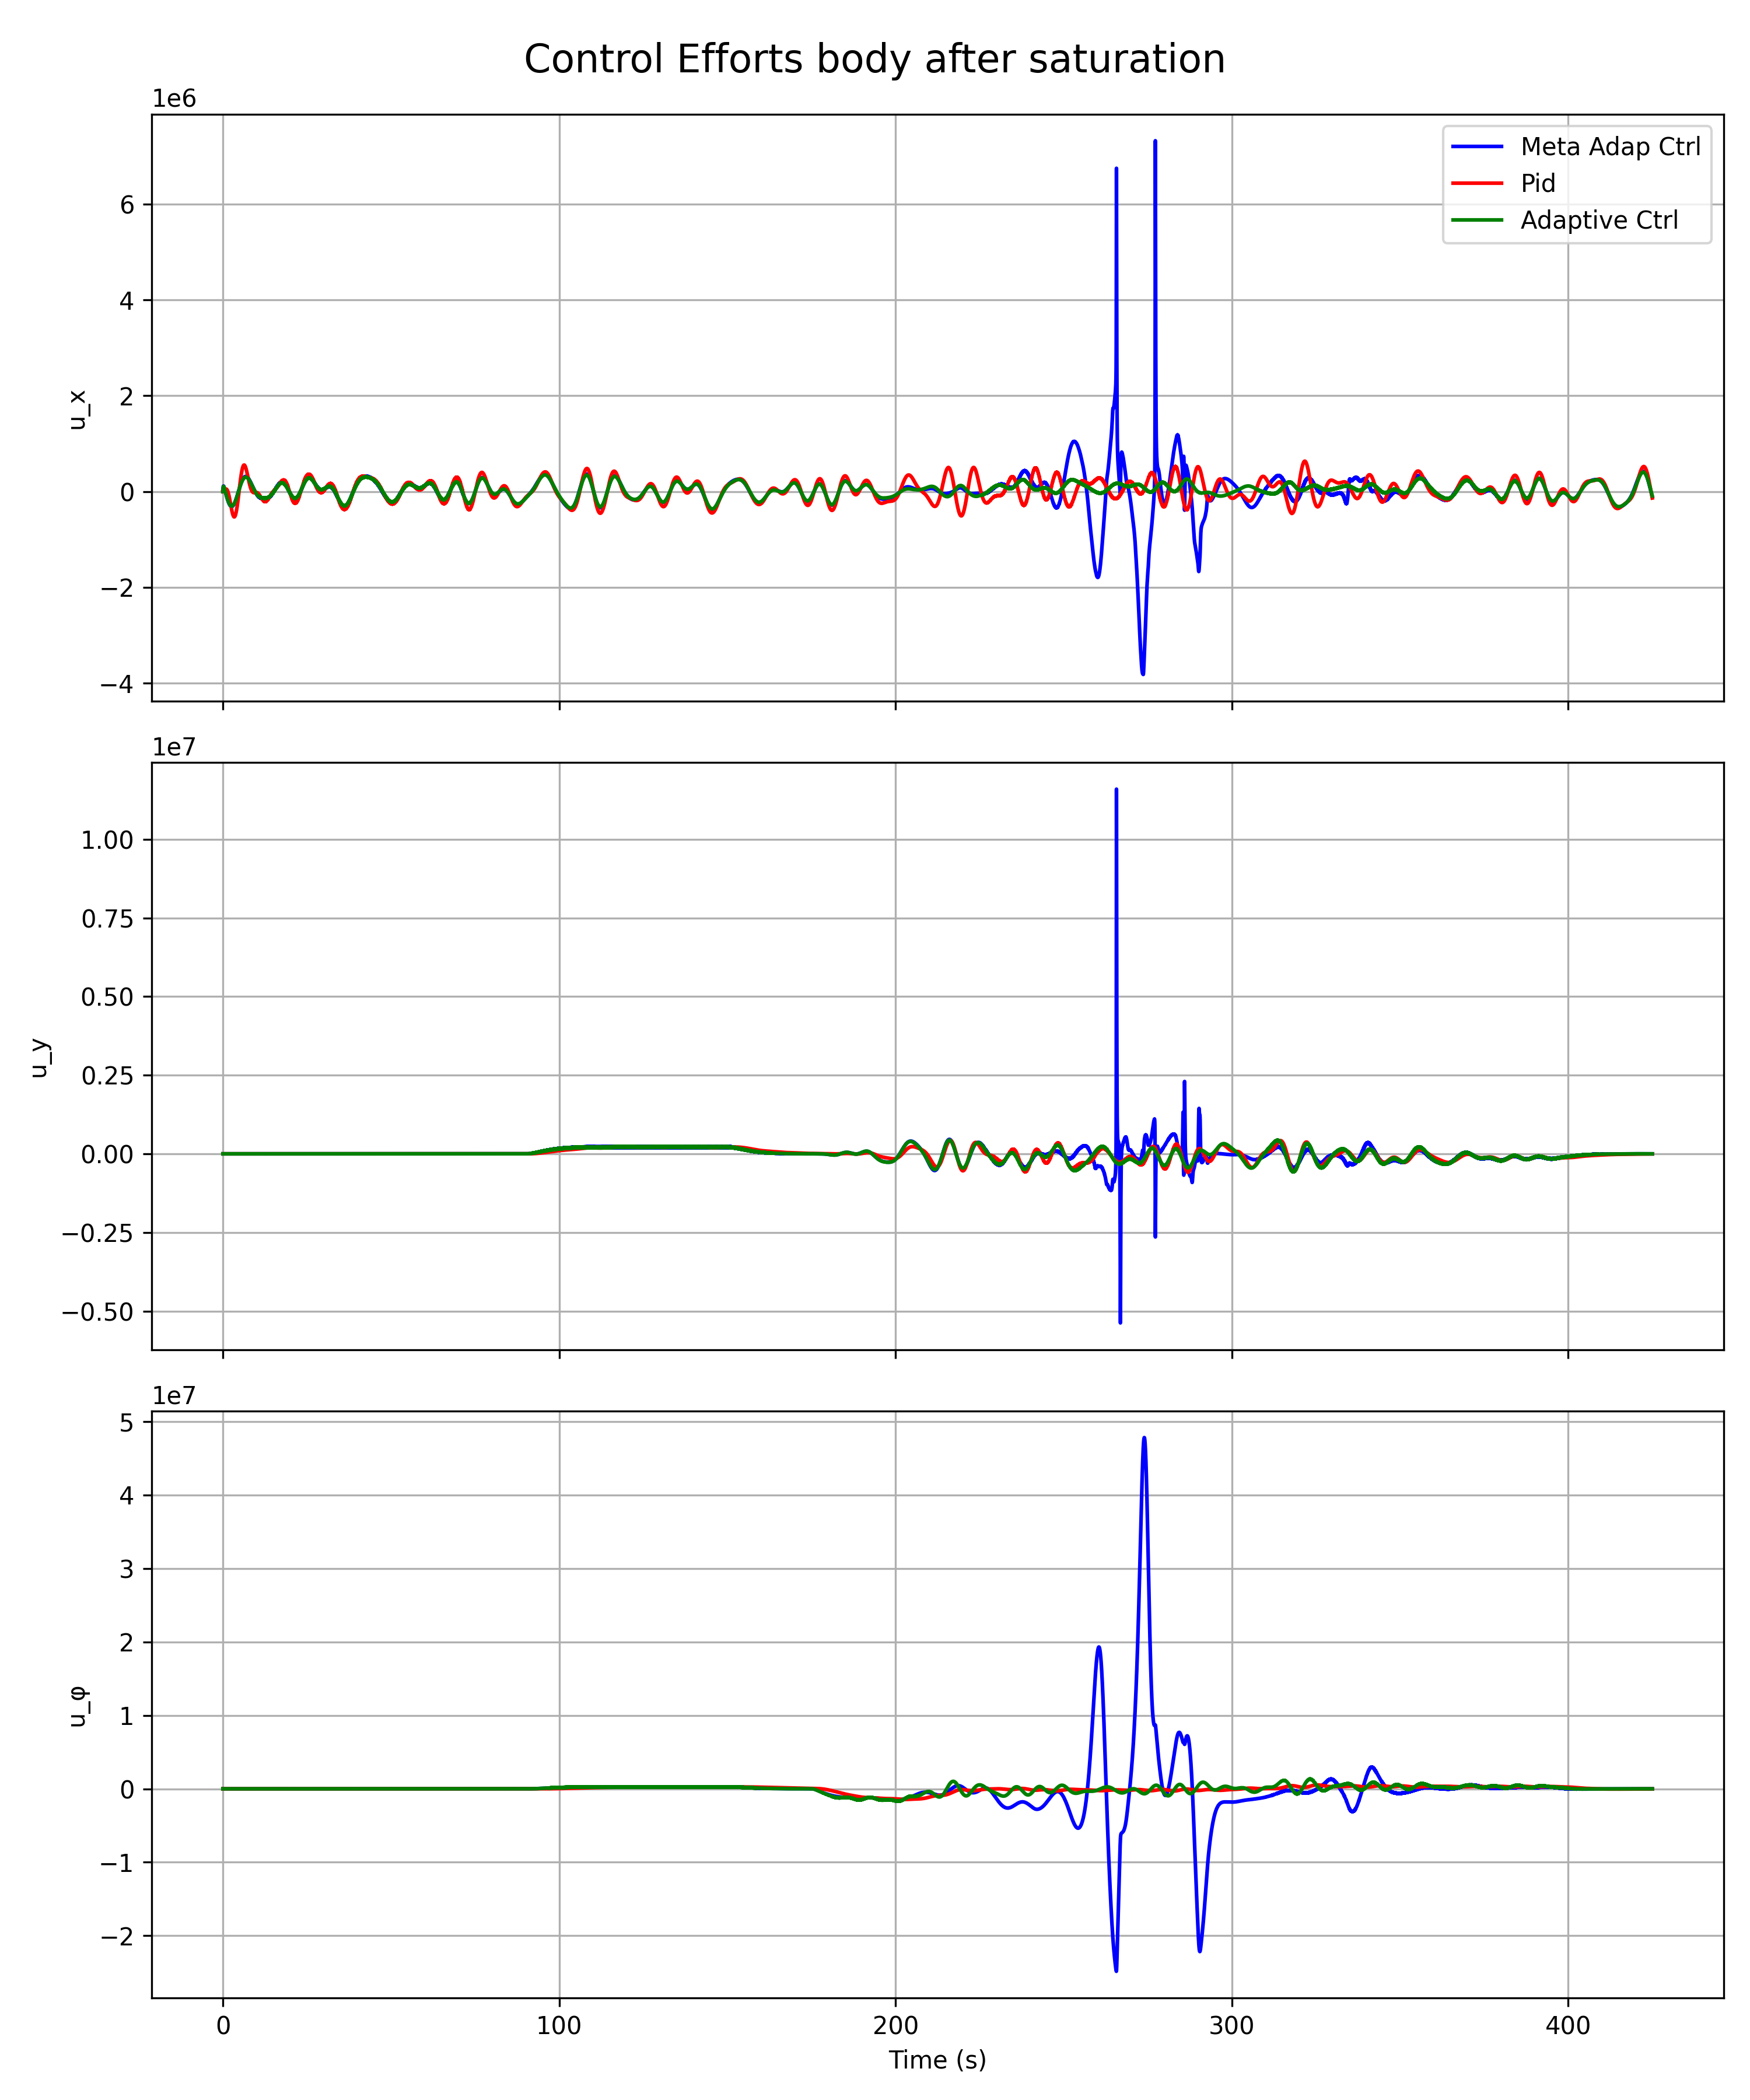 Control Efforts body after saturation
1e6
Meta Adap Ctrl
Pid
Adaptive Ctrl
6
4
2
0
−2
−4
u_x
1e7
1.00
0.75
0.50
0.25
0.00
−0.25
−0.50
u_y
1e7
5
4
3
2
1
0
−1
−2
u_φ
0 100 200 300 400
Time (s)